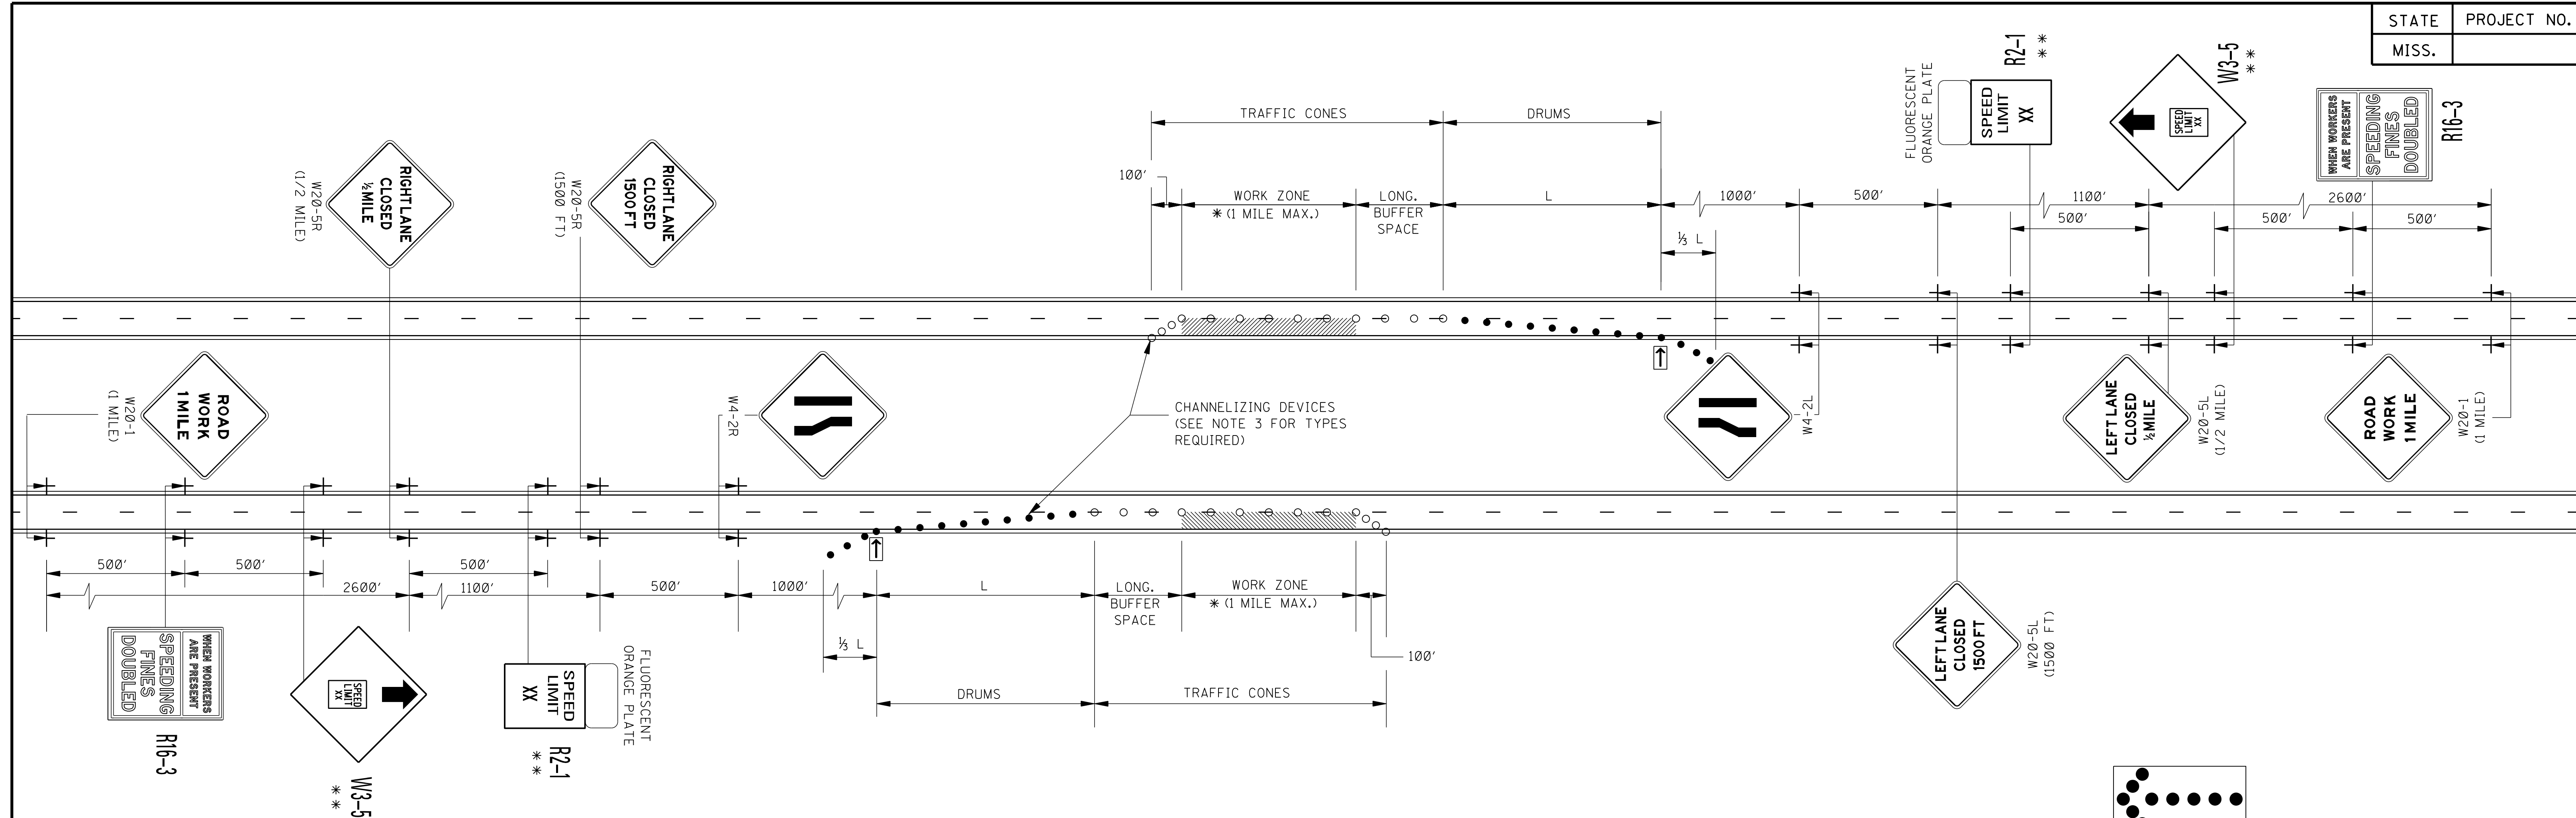 STATE
PROJECT NO.
MISS.
R2-1
**
FLUORESCENT
ORANGE PLATE
SPEED
LIMIT
XX
W3-5
**
SPEED
LIMIT
XX
WHEN WORKERS
ARE PRESENT
SPEEDING
FINES
DOUBLED
R16-3
TRAFFIC CONES
DRUMS
100'
WORK ZONE
* (1 MILE MAX.)
LONG.
BUFFER
SPACE
L
1000'
500'
1100'
2600'
500'
500'
500'
⅓ L
RIGHT LANE
CLOSED
½ MILE
W20-5R
(1/2 MILE)
RIGHT LANE
CLOSED
1500 FT
W20-5R
(1500 FT)
ROAD
WORK
1 MILE
W20-1
(1 MILE)
W4-2R
CHANNELIZING DEVICES
(SEE NOTE 3 FOR TYPES
REQUIRED)
W4-2L
LEFT LANE
CLOSED
½ MILE
W20-5L
(1/2 MILE)
ROAD
WORK
1 MILE
W20-1
(1 MILE)
500'
500'
500'
2600'
1100'
500'
1000'
L
LONG.
BUFFER
SPACE
WORK ZONE
* (1 MILE MAX.)
⅓ L
100'
DRUMS
TRAFFIC CONES
WHEN WORKERS
ARE PRESENT
SPEEDING
FINES
DOUBLED
R16-3
SPEED
LIMIT
XX
W3-5
**
SPEED
LIMIT
XX
FLUORESCENT
ORANGE PLATE
R2-1
**
LEFT LANE
CLOSED
1500 FT
W20-5L
(1500 FT)